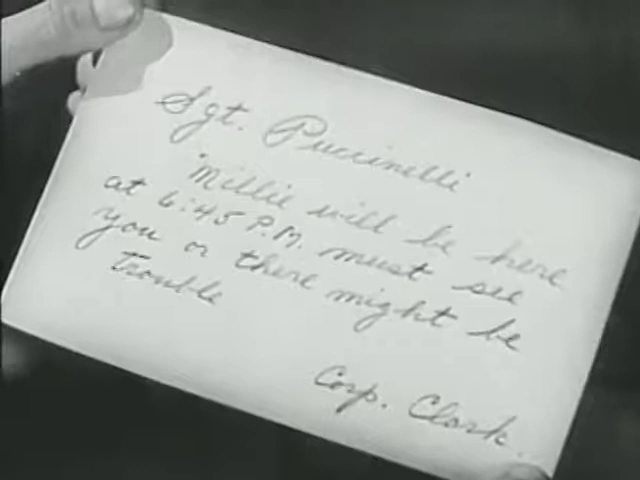 Sgt. Puccinelli
"Millie will be here
at 6:45 P.M. must see
you or there might be
trouble
Corp. Clark.